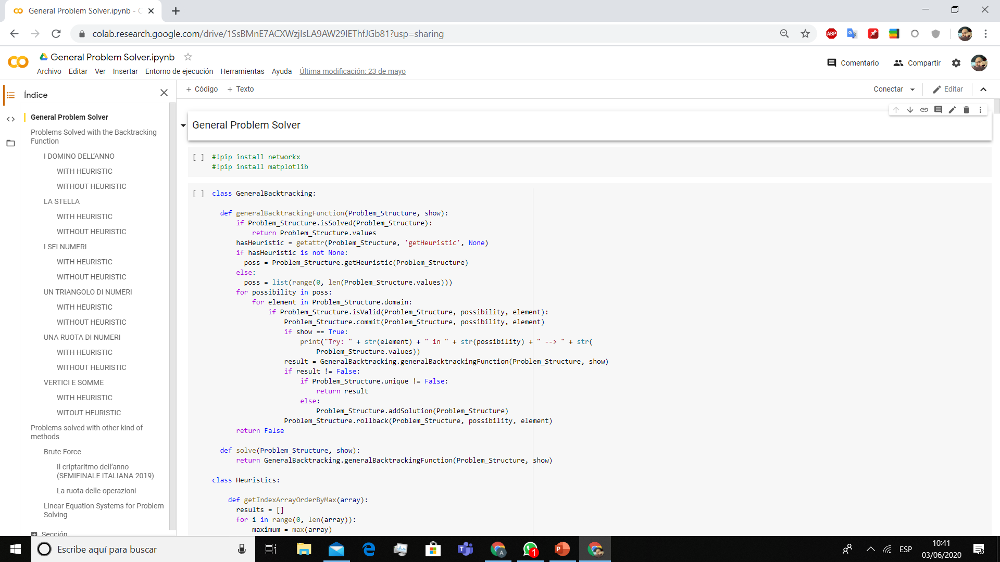 General Problem Solver.ipynb - C
colab.research.google.com/drive/1SsBMnE7ACXWzjIsLA9AW29IEThfJGb81?usp=sharing
ABP
General Problem Solver.ipynb
Archivo Editar Ver Insertar Entorno de ejecución Herramientas Ayuda Última modificación: 23 de mayo
Comentario Compartir
+ Código + Texto
Conectar Editar
Índice
General Problem Solver
Problems Solved with the Backtracking
Function
I DOMINO DELL'ANNO
WITH HEURISTIC
WITHOUT HEURISTIC
LA STELLA
WITH HEURISTIC
WITHOUT HEURISTIC
I SEI NUMERI
WITH HEURISTIC
WITHOUT HEURISTIC
UN TRIANGOLO DI NUMERI
WITH HEURISTIC
WITHOUT HEURISTIC
UNA RUOTA DI NUMERI
WITH HEURISTIC
WITHOUT HEURISTIC
VERTICI E SOMME
WITH HEURISTIC
WITOUT HEURISTIC
Problems solved with other kind of
methods
Brute Force
Il criptaritmo dell'anno
(SEMIFINALE ITALIANA 2019)
La ruota delle operazioni
Linear Equation Systems for Problem
Solving
Sección
General Problem Solver
[ ] #!pip install networkx
#!pip install matplotlib
[ ] class GeneralBacktracking:
def generalBacktrackingFunction(Problem_Structure, show):
if Problem_Structure.isSolved(Problem_Structure):
return Problem_Structure.values
hasHeuristic = getattr(Problem_Structure, 'getHeuristic', None)
if hasHeuristic is not None:
poss = Problem_Structure.getHeuristic(Problem_Structure)
else:
poss = list(range(0, len(Problem_Structure.values)))
for possibility in poss:
for element in Problem_Structure.domain:
if Problem_Structure.isValid(Problem_Structure, possibility, element):
Problem_Structure.commit(Problem_Structure, possibility, element)
if show == True:
print("Try: " + str(element) + " in " + str(possibility) + " --> " + str(
Problem_Structure.values))
result = GeneralBacktracking.generalBacktrackingFunction(Problem_Structure, show)
if result != False:
if Problem_Structure.unique != False:
return result
else:
Problem_Structure.addSolution(Problem_Structure)
Problem_Structure.rollback(Problem_Structure, possibility, element)
return False
def solve(Problem_Structure, show):
return GeneralBacktracking.generalBacktrackingFunction(Problem_Structure, show)
class Heuristics:
def getIndexArrayOrderByMax(array):
results = []
for i in range(0, len(array)):
maximum = max(array)
Escribe aquí para buscar
1
ESP
10:41
03/06/2020